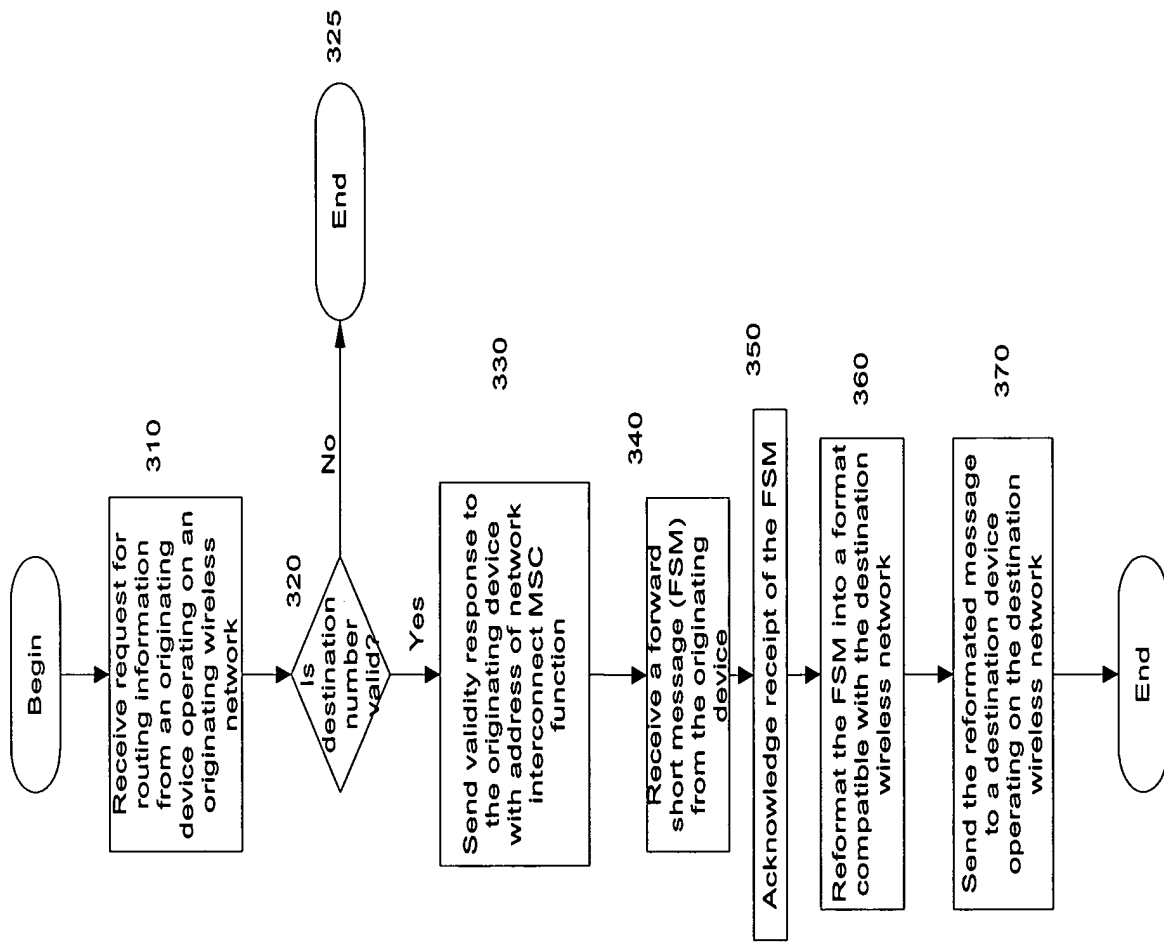 Begin
310
Receive request for
routing information
from an originating
device operating on an
originating wireless
network
320
Is
destination
number
valid?
No
End
325
Yes
330
Send validity response to
the originating device
with address of network
interconnect MSC
function
340
Receive a forward
short message (FSM)
from the originating
device
350
Acknowledge receipt of the FSM
360
Reformat the FSM into a format
compatible with the destination
wireless network
370
Send the reformated message
to a destination device
operating on the destination
wireless network
End